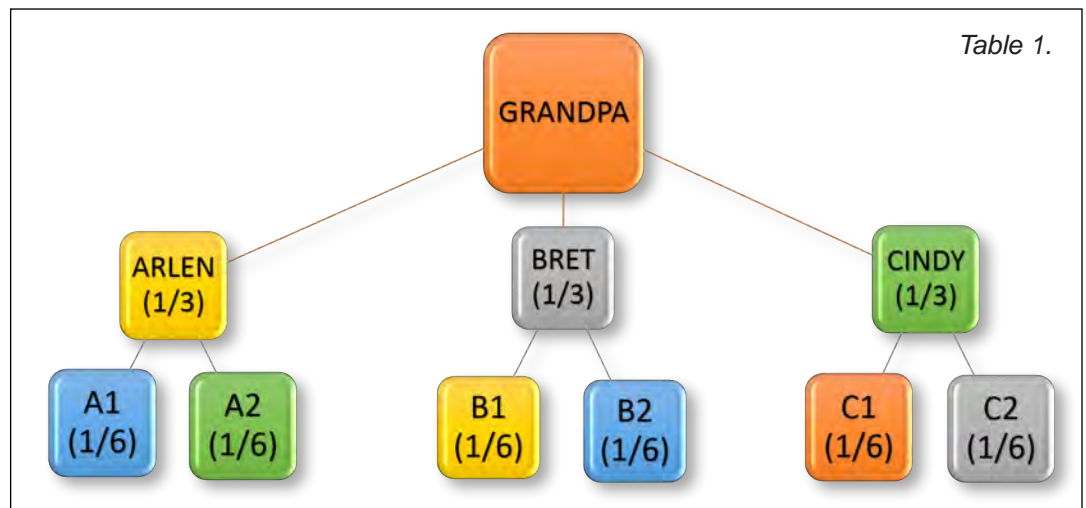 Table 1.
GRANDPA
ARLEN
(1/3)
BRET
(1/3)
CINDY
(1/3)
A1
(1/6)
A2
(1/6)
B1
(1/6)
B2
(1/6)
C1
(1/6)
C2
(1/6)